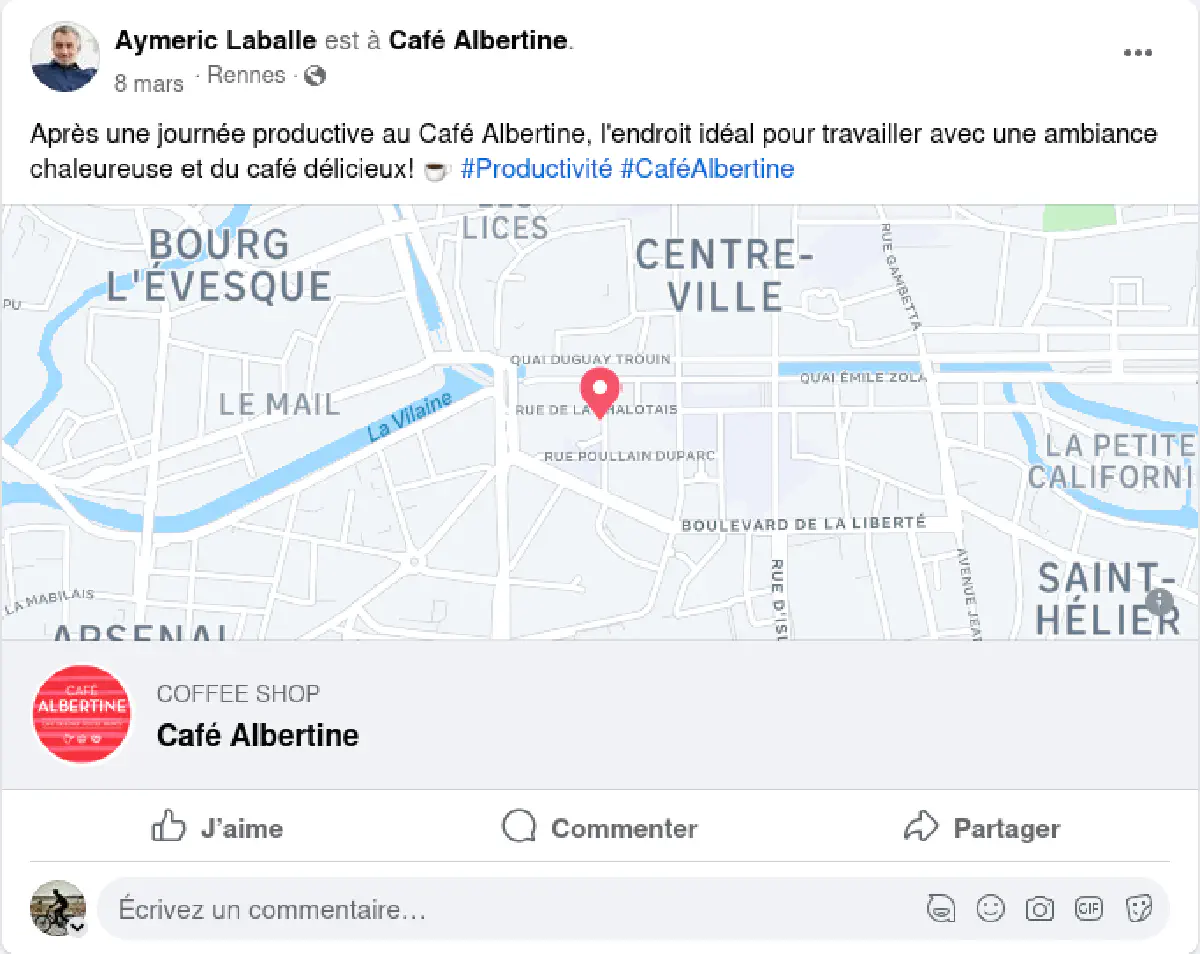 Aymeric Laballe est à Café Albertine.
8 mars · Rennes ·
Après une journée productive au Café Albertine, l'endroit idéal pour travailler avec une ambiance
chaleureuse et du café délicieux! ☕ #Productivité #CaféAlbertine
LICES
BOURG
L'ÉVESQUE
CENTRE-
VILLE
RUE GAMBETTA
PU
QUAI DUGUAY TROUIN
QUAI ÉMILE ZOLA
LE MAIL
La Vilaine
RUE DE LA CHALOTAIS
RUE POULLAIN DUPARC
LA PETITE
CALIFORNI
BOULEVARD DE LA LIBERTÉ
RUE D'ISL
AVENUE JEAN
SAINT-
HÉLIER
LA MABILAIS
ARSENAL
CAFÉ
ALBERTINE
COFFEE SHOP
Café Albertine
J’aime
Commenter
Partager
Écrivez un commentaire…
GIF